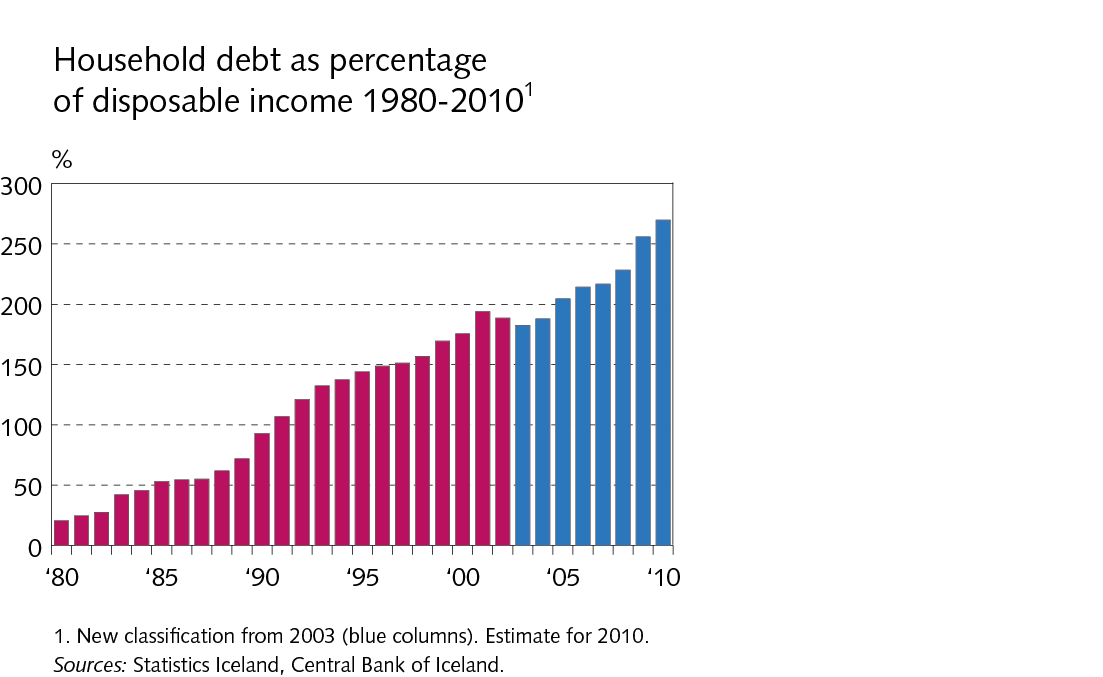 Household debt as percentage
of disposable income 1980-2010¹
%
300
250
200
150
100
50
0
‘80 ‘85 ‘90 ‘95 ‘00 ‘05 ‘10
1. New classification from 2003 (blue columns). Estimate for 2010.
Sources: Statistics Iceland, Central Bank of Iceland.